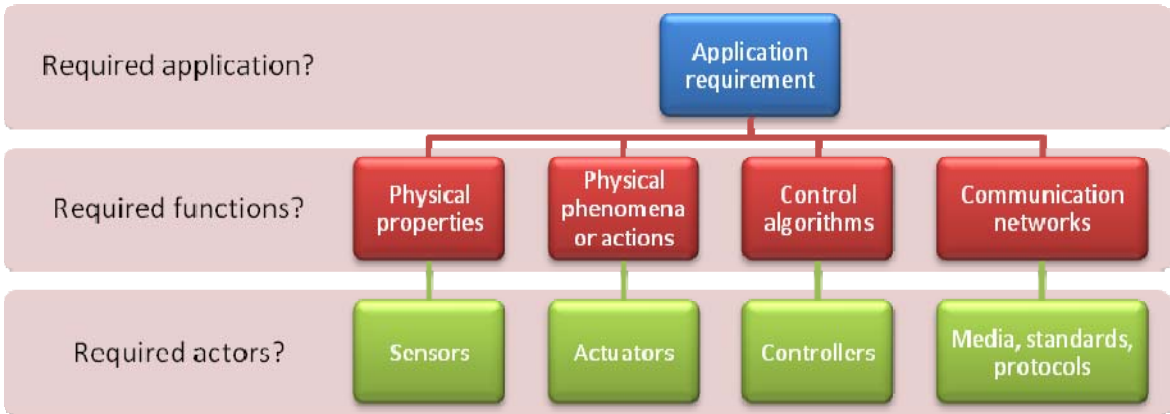 Required application?
Application
requirement
Required functions?
Physical
properties
Physical
phenomena
or actions
Control
algorithms
Communication
networks
Required actors?
Sensors
Actuators
Controllers
Media, standards,
protocols